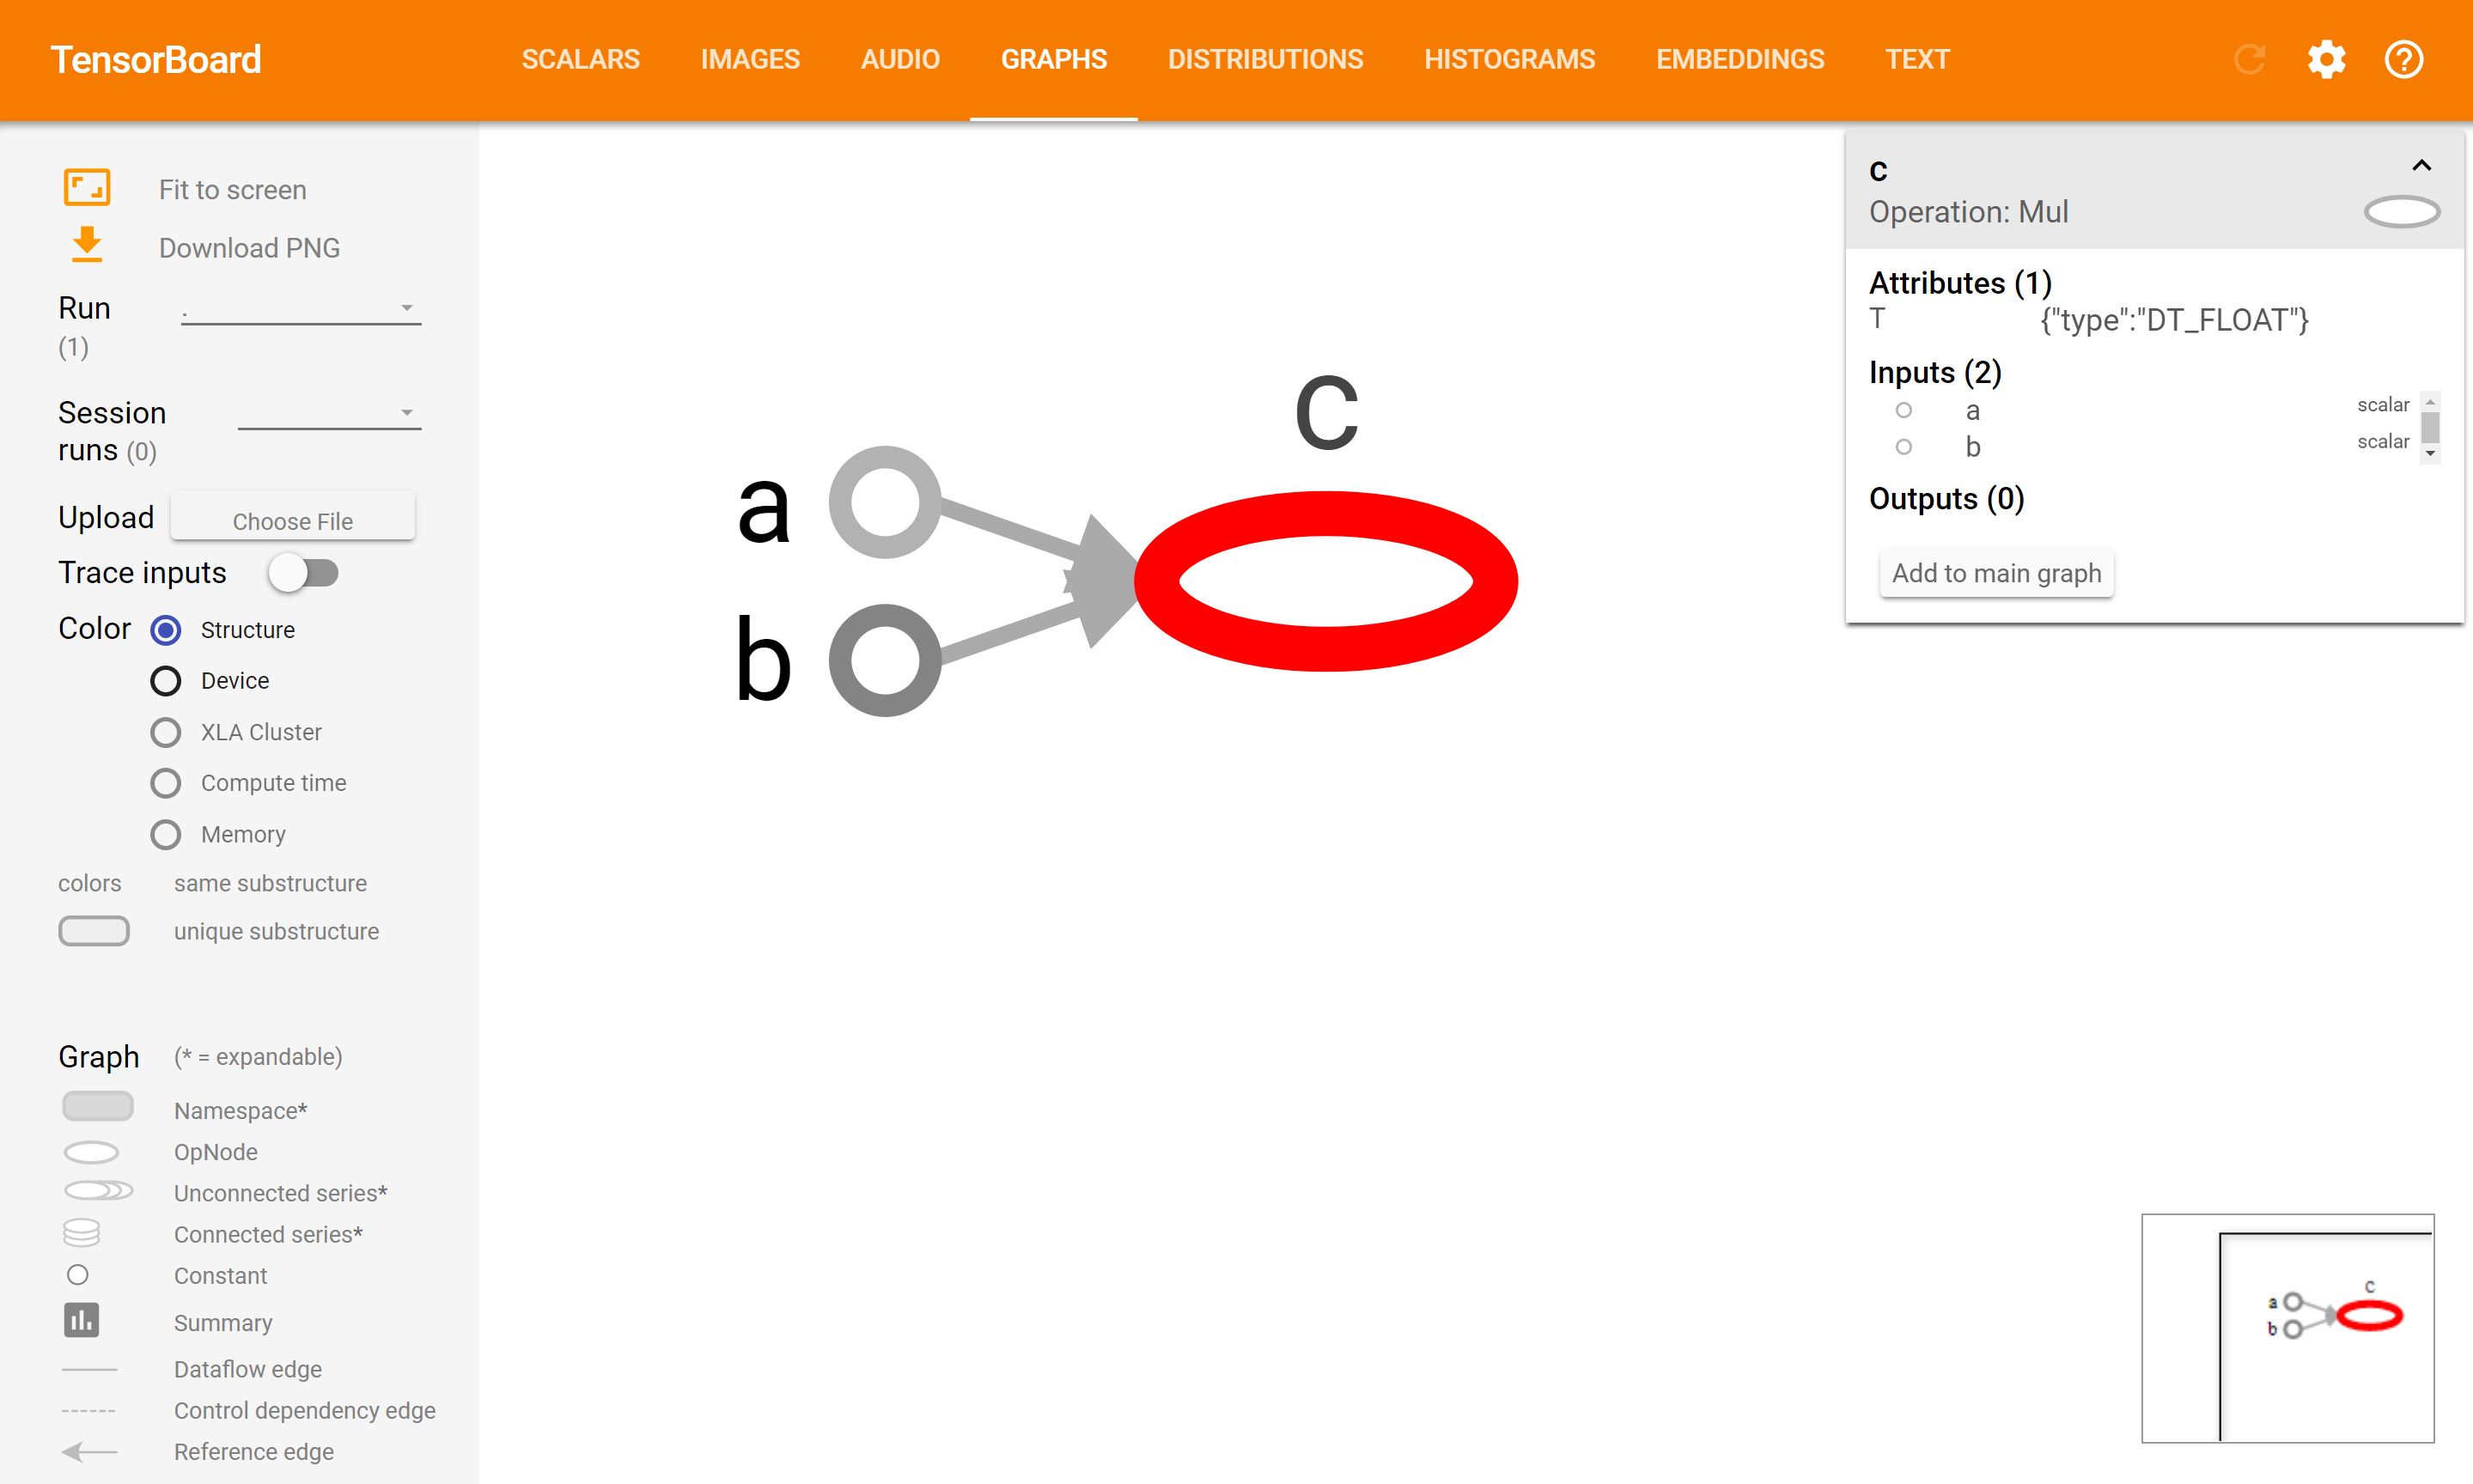 TensorBoard SCALARS IMAGES AUDIO GRAPHS DISTRIBUTIONS HISTOGRAMS EMBEDDINGS TEXT
Fit to screen
Download PNG
Run
(1)
.
Session
runs (0)
Upload Choose File
Trace inputs
Color Structure
Device
XLA Cluster
Compute time
Memory
colors same substructure
unique substructure
Graph (* = expandable)
Namespace*
OpNode
Unconnected series*
Connected series*
Constant
Summary
Dataflow edge
Control dependency edge
Reference edge
c
a
b
c
Operation: Mul
Attributes (1)
T {"type":"DT_FLOAT"}
Inputs (2)
a scalar
b scalar
Outputs (0)
Add to main graph
c
a
b